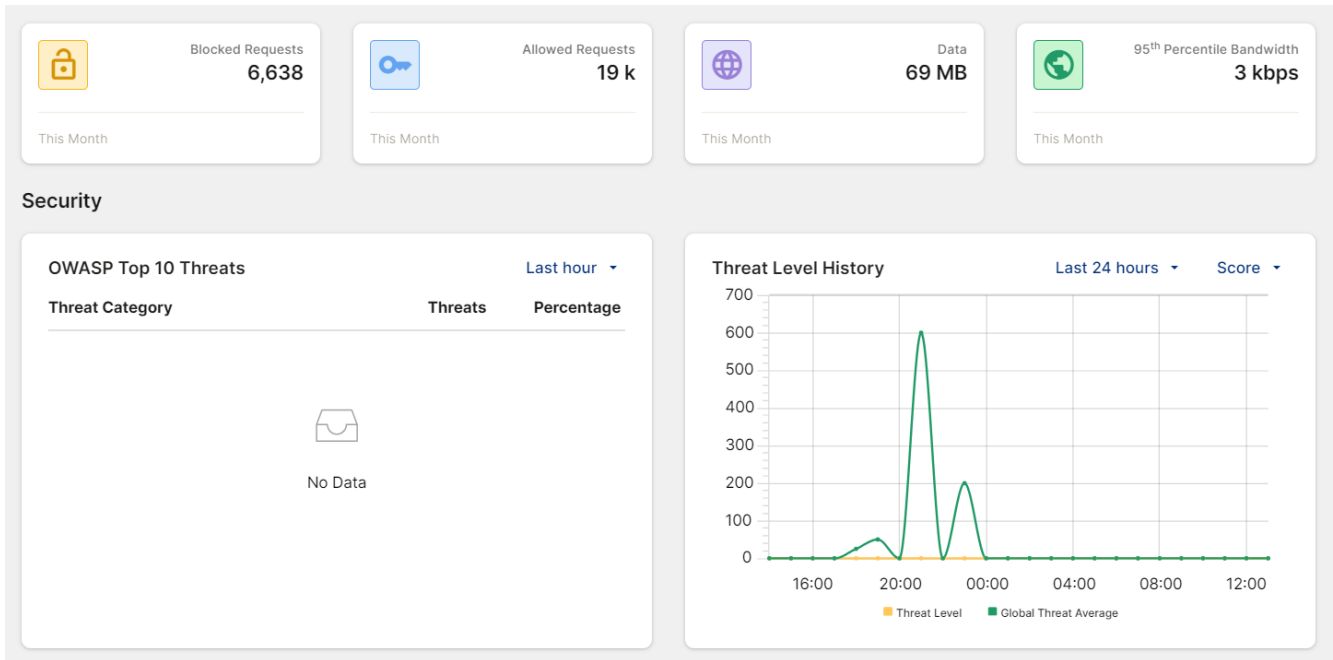 Blocked Requests
6,638
This Month
Allowed Requests
19 k
This Month
Data
69 MB
This Month
95th Percentile Bandwidth
3 kbps
This Month
Security
OWASP Top 10 Threats
Last hour
Threat Category Threats Percentage
No Data
Threat Level History
Last 24 hours
Score
700
600
500
400
300
200
100
0
16:00 20:00 00:00 04:00 08:00 12:00
Threat Level Global Threat Average